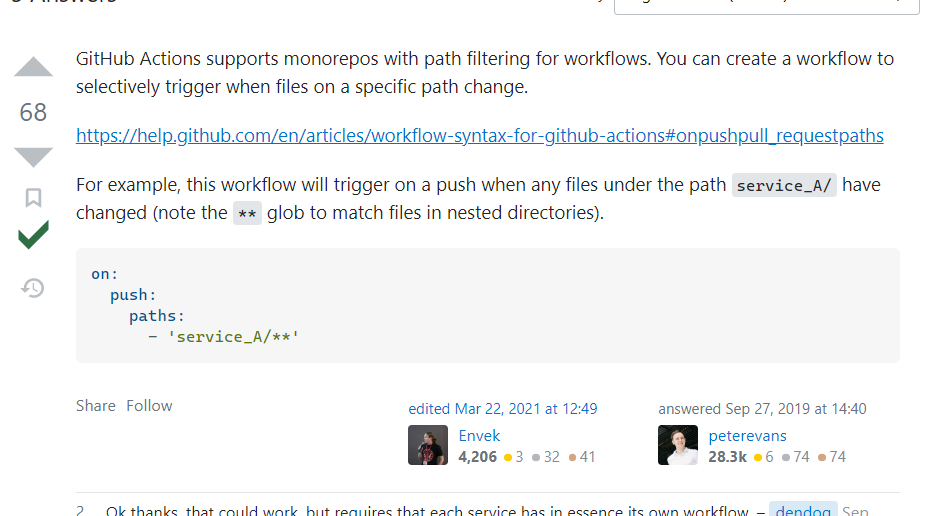 GitHub Actions supports monorepos with path filtering for workflows. You can create a workflow to
selectively trigger when files on a specific path change.
68
https://help.github.com/en/articles/workflow-syntax-for-github-actions#onpushpull_requestpaths
For example, this workflow will trigger on a push when any files under the path service_A/ have
changed (note the ** glob to match files in nested directories).
on:
  push:
    paths:
      - 'service_A/**'
Share Follow
edited Mar 22, 2021 at 12:49
Envek
4,206 3 32 41
answered Sep 27, 2019 at 14:40
peterevans
28.3k 6 74 74
2 Ok thanks, that could work, but requires that each service has in essence its own workflow. – dendog Sep